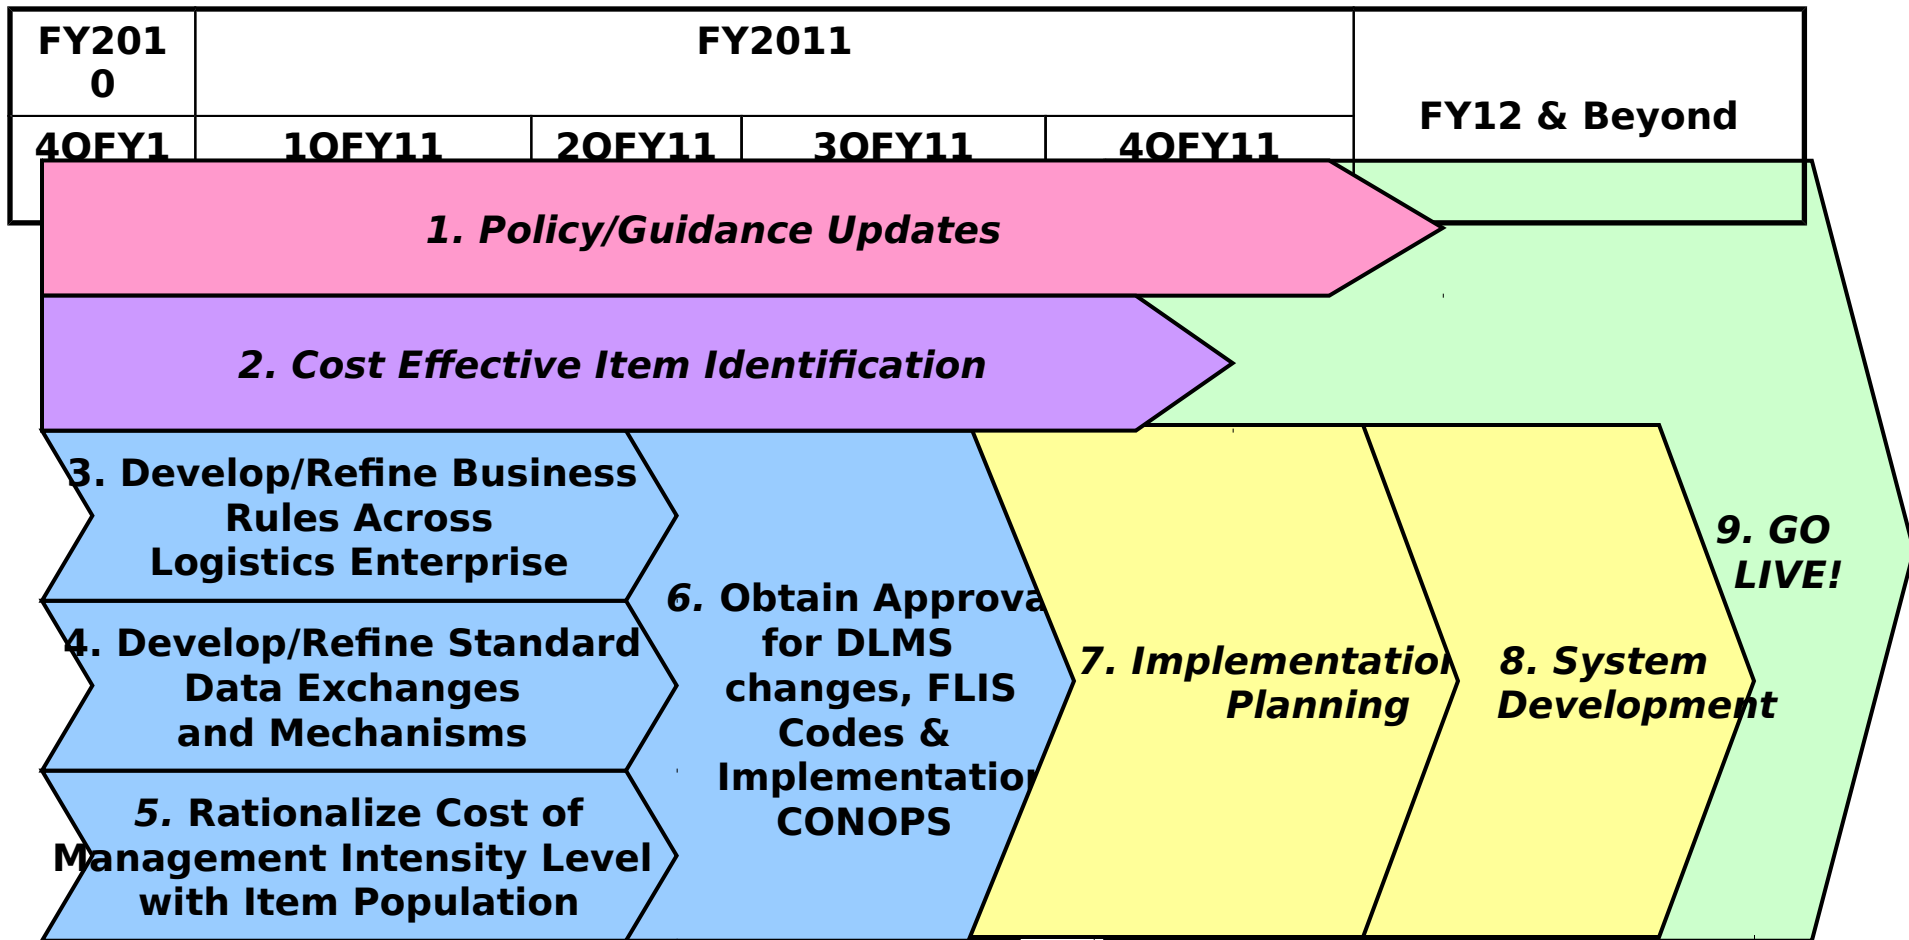 FY201
0
FY2011
FY12 & Beyond
4QFY1
1QFY11
2QFY11
3QFY11
4QFY11
1. Policy/Guidance Updates
2. Cost Effective Item Identification
3. Develop/Refine Business
Rules Across
Logistics Enterprise
4. Develop/Refine Standard
Data Exchanges
and Mechanisms
5. Rationalize Cost of
Management Intensity Level
with Item Population
6. Obtain Approva
for DLMS
changes, FLIS
Codes &
Implementation
CONOPS
7. Implementation
Planning
8. System
Development
9. GO
LIVE!